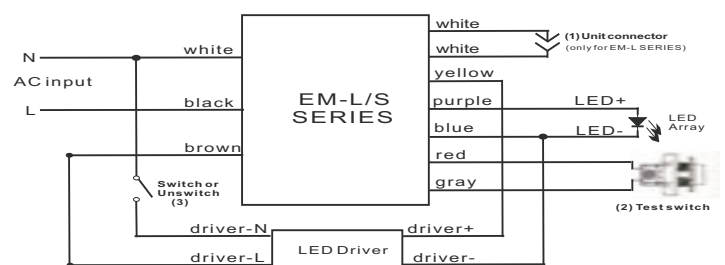 white
(1) Unit connector
N
white
white
(only for EM-L SERIES)
AC input
yellow
L
black
EM-L/S
SERIES
purple
LED+
LED
Array
blue
LED-
brown
red
Switch or
Unswitch
(3)
gray
(2) Test switch
driver-N
driver+
LED Driver
driver-L
driver-